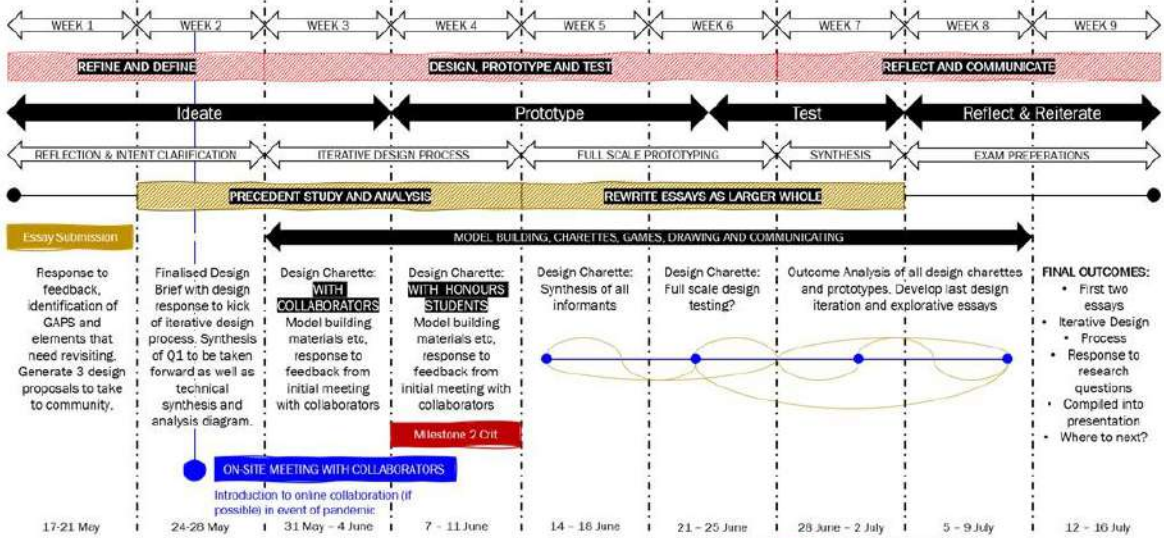 WEEK 1 WEEK 2 WEEK 3 WEEK 4 WEEK 5 WEEK 6 WEEK 7 WEEK 8 WEEK 9
REFINE AND DEFINE DESIGN, PROTOTYPE AND TEST REFLECT AND COMMUNICATE
Ideate Prototype Test Reflect & Reiterate
REFLECTION & INTENT CLARIFICATION ITERATIVE DESIGN PROCESS FULL SCALE PROTOTYPING SYNTHESIS EXAM PREPERATIONS
PRECEDENT STUDY AND ANALYSIS REWRITE ESSAYS AS LARGER WHOLE
Essay Submission
MODEL BUILDING, CHARETTES, GAMES, DRAWING AND COMMUNICATING
Response to
feedback,
identification of
GAPS and
elements that
need revisiting.
Generate 3 design
proposals to take
to community.
Finalised Design
Brief with design
response to kick
of iterative design
process. Synthesis
of Q1 to be taken
forward as well as
technical
synthesis and
analysis diagram.
Design Charette:
WITH
COLLABORATORS
Model building
materials etc,
response to
feedback from
initial meeting
with collaborators
Design Charette:
WITH HONOURS
STUDENTS
Model building
materials etc,
response to
feedback from
initial meeting with
collaborators
Milestone 2 Crit
Design Charette:
Synthesis of all
informants
Design Charette:
Full scale design
testing?
Outcome Analysis of all design charettes
and prototypes. Develop last design
iteration and explorative essays
FINAL OUTCOMES:
• First two
essays
• Iterative Design
Process
• Response to
research
questions
• Compiled into
presentation
• Where to next?
ON-SITE MEETING WITH COLLABORATORS
Introduction to online collaboration (if
possible) in event of pandemic
17-21 May 24-28 May 31 May – 4 June 7 – 11 June 14 – 18 June 21 – 25 June 28 June – 2 July 5 – 9 July 12 – 16 July